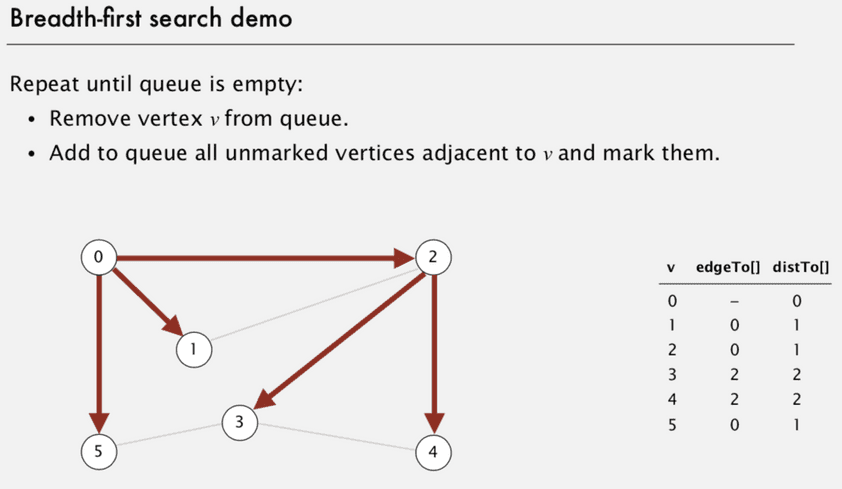 Breadth-first search demo
Repeat until queue is empty:
• Remove vertex v from queue.
• Add to queue all unmarked vertices adjacent to v and mark them.
0
2
1
3
5
4
v edgeTo[] distTo[]
0 – 0
1 0 1
2 0 1
3 2 2
4 2 2
5 0 1